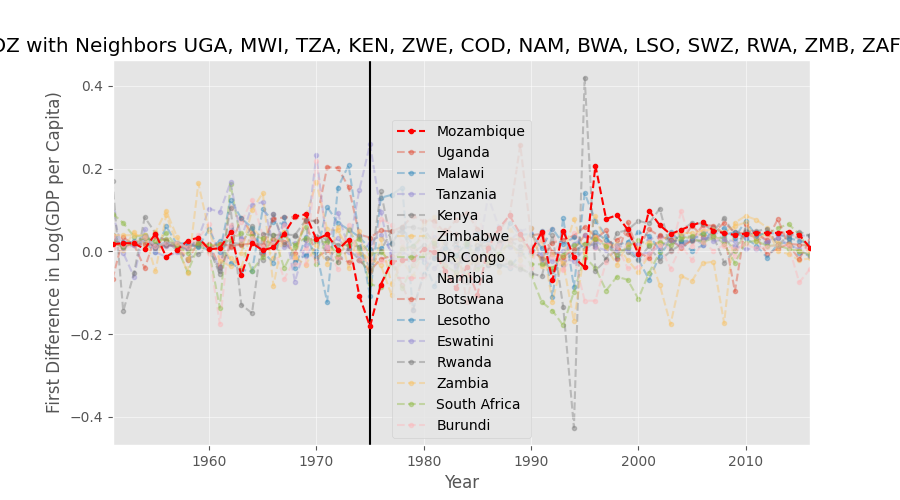 OZ with Neighbors UGA, MWI, TZA, KEN, ZWE, COD, NAM, BWA, LSO, SWZ, RWA, ZMB, ZAF
First Difference in Log(GDP per Capita)
0.4
0.2
0.0
−0.2
−0.4
Mozambique
Uganda
Malawi
Tanzania
Kenya
Zimbabwe
DR Congo
Namibia
Botswana
Lesotho
Eswatini
Rwanda
Zambia
South Africa
Burundi
1960 1970 1980 1990 2000 2010
Year